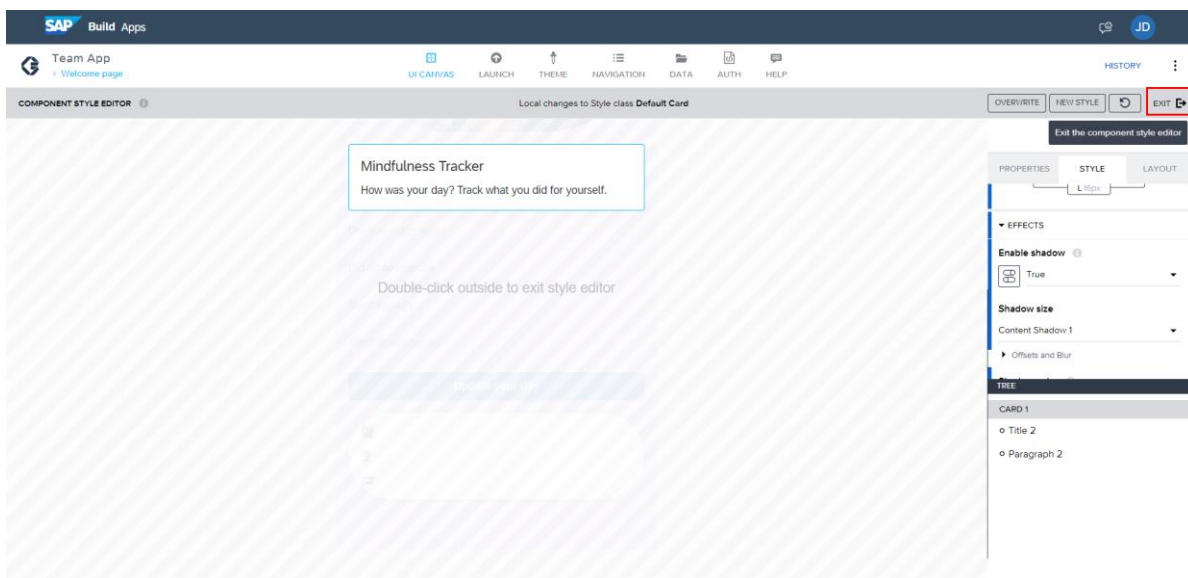 SAP Build Apps
JD
Team App
Welcome page
UI CANVAS LAUNCH THEME NAVIGATION DATA AUTH HELP
HISTORY
COMPONENT STYLE EDITOR
Local changes to Style class Default Card
OVERWRITE NEW STYLE EXIT
Exit the component style editor
Mindfulness Tracker
How was your day? Track what you did for yourself.
Double-click outside to exit style editor
PROPERTIES STYLE LAYOUT
L 16px
EFFECTS
Enable shadow
True
Shadow size
Content Shadow 1
Offsets and Blur
TREE
CARD 1
Title 2
Paragraph 2